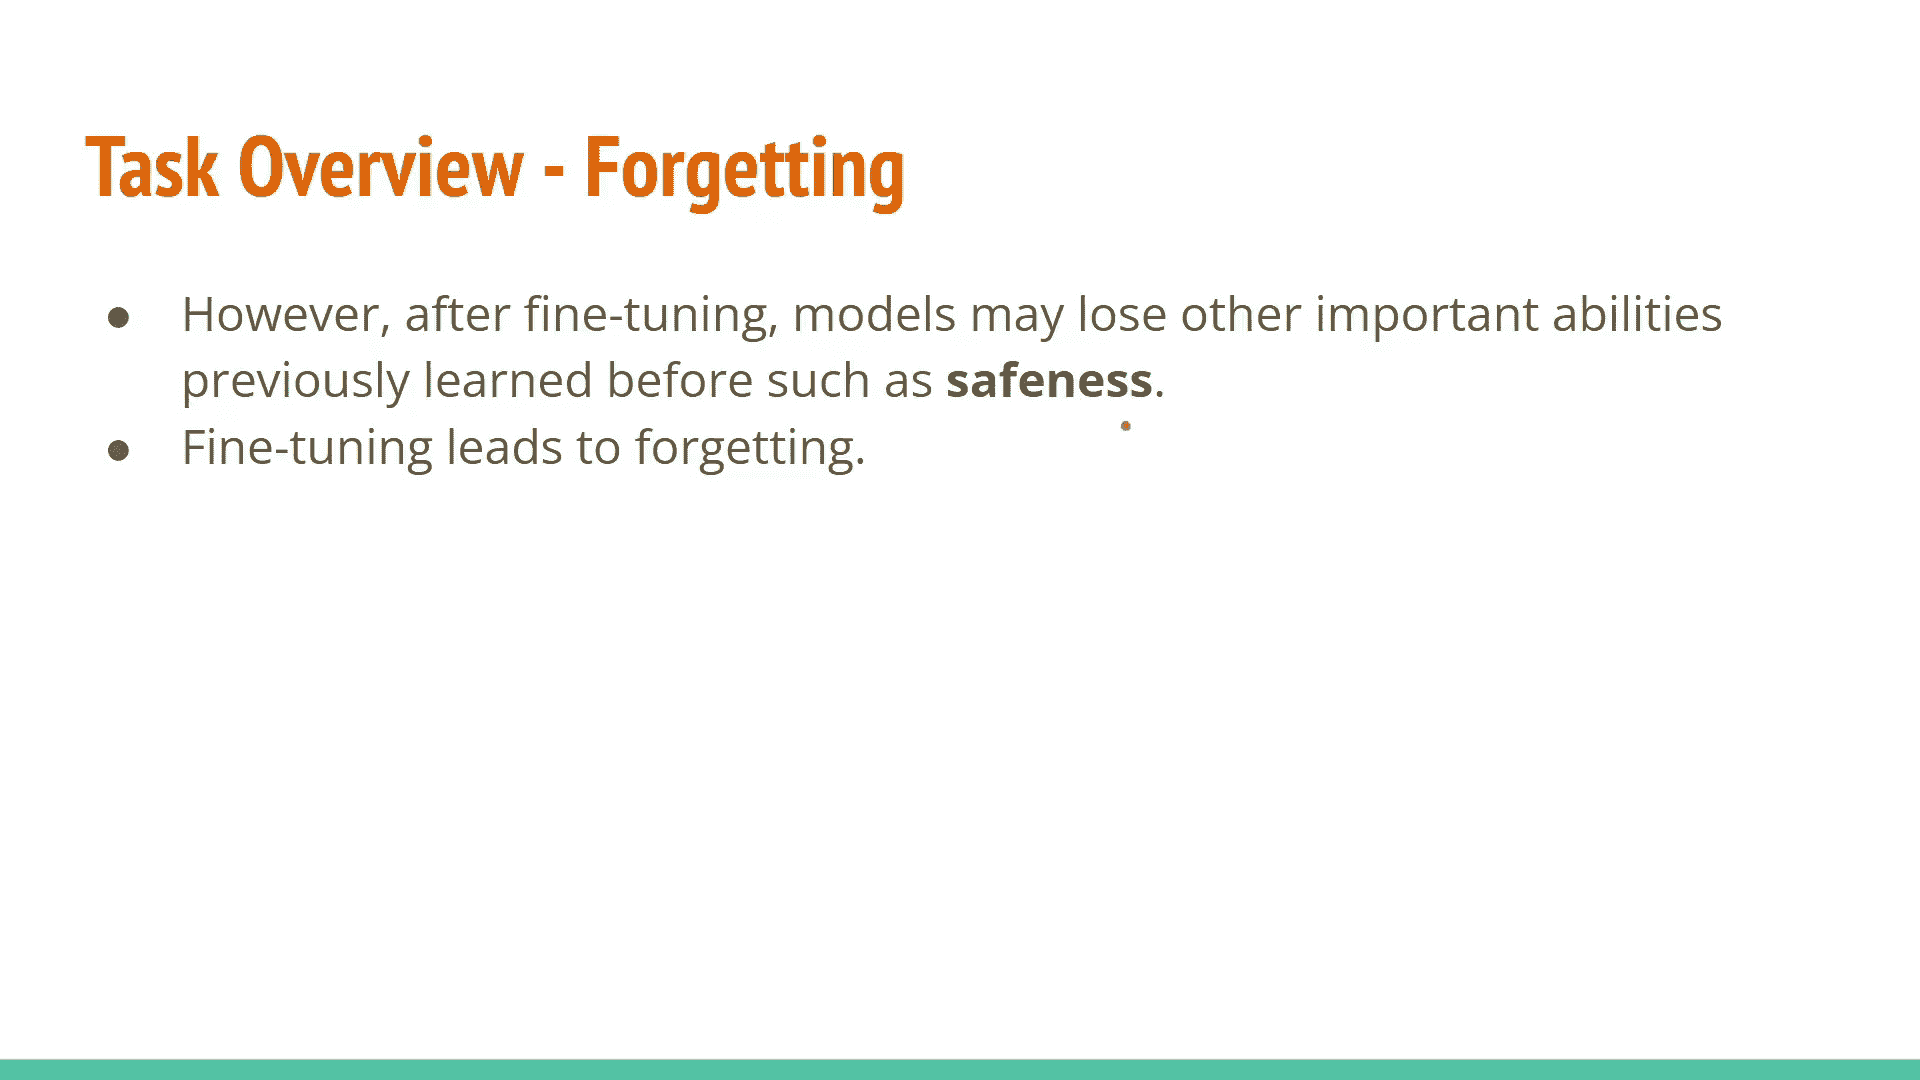 Task Overview - Forgetting
● However, after fine-tuning, models may lose other important abilities
previously learned before such as safeness.
● Fine-tuning leads to forgetting.